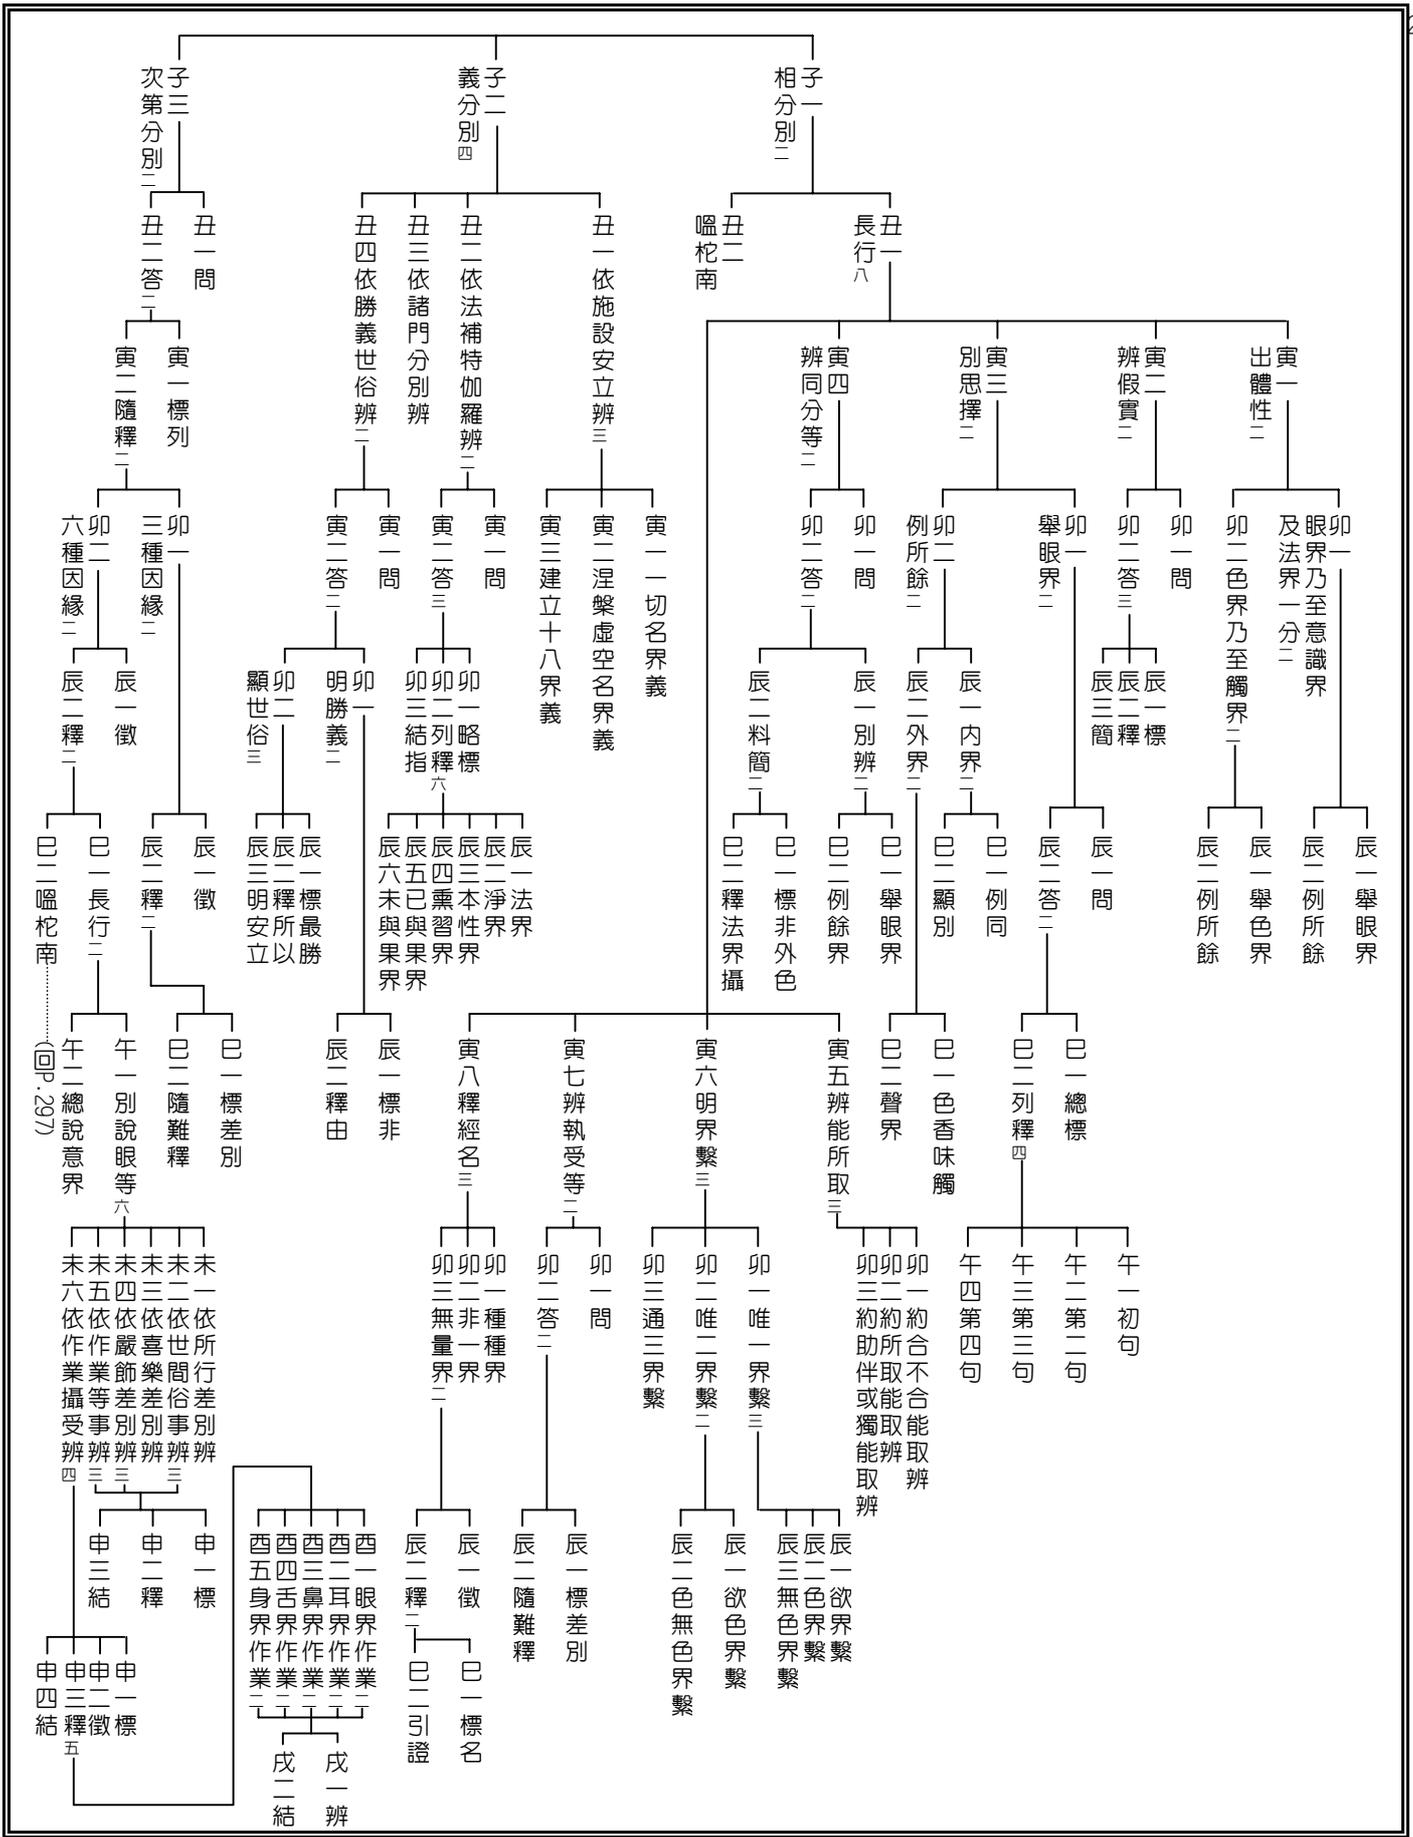 子一
相分別二
子二
義分別四
子三
次第分別二
丑一
長行八
丑二
嗢柁南
丑一依施設安立辨三
丑二依法補特伽羅辨二
丑三依諸門分別辨
丑四依勝義世俗辨二
丑一問
丑二答二
寅一
出體性二
寅二
辨假實二
寅三
別思擇二
寅四
辨同分等二
寅一標列
寅二隨釋二
卯一
眼界乃至意識界
及法界一分二
卯二色界乃至觸界二
卯一問
卯二答三
卯一
舉眼界二
卯二
例所餘二
卯一問
卯二答二
寅一一切名界義
寅二涅槃虛空名界義
寅三建立十八界義
寅一問
寅二答三
寅一問
寅二答二
卯一
三種因緣二
卯二
六種因緣二
辰一標
辰二釋
辰三簡
辰一內界二
辰二外界二
辰一別辨二
辰二料簡二
卯一略標
卯二列釋六
卯三結指
卯一
明勝義二
卯二
顯世俗三
辰一徵
辰二釋二
辰一舉眼界
辰二例所餘
辰一舉色界
辰二例所餘
辰一問
辰二答二
巳一例同
巳二顯別
巳一舉眼界
巳二例餘界
巳一標非外色
巳二釋法界攝
辰一法界
辰二淨界
辰三本性界
辰四熏習界
辰五已與果界
辰六未與果界
辰一標最勝
辰二釋所以
辰三明安立
辰一徵
辰二釋二
巳一長行二
巳二嗢柁南
(回P.297)
巳一總標
巳二列釋四
巳一色香味觸
巳二聲界
寅五辨能所取三
寅六明界繫三
寅七辨執受等二
寅八釋經名三
辰一標非
辰二釋由
巳一標差別
巳二隨難釋
午一別說眼等六
午二總說意界
午一初句
午二第二句
午三第三句
午四第四句
卯一約合不合能取辨
卯二約所取能取辨
卯三約助伴或獨能取辨
卯一唯一界繫三
卯二唯二界繫二
卯三通三界繫
卯一問
卯二答二
卯一種種界
卯二非一界
卯三無量界二
未一依所行差別辨
未二依世間俗事辨三
未三依喜樂差別辨
未四依嚴飾差別辨三
未五依作業等事辨三
未六依作業攝受辨四
辰一欲界繫
辰二色界繫
辰三無色界繫
辰一欲色界繫
辰二色無色界繫
辰一標差別
辰二隨難釋
辰一徵
辰二釋二
酉一眼界作業二
酉二耳界作業二
酉三鼻界作業二
酉四舌界作業二
酉五身界作業二
申一標
申二釋
申三結
巳一標名
巳二引證
申一標
申二徵
申三釋五
申四結
戌一辨
戌二結